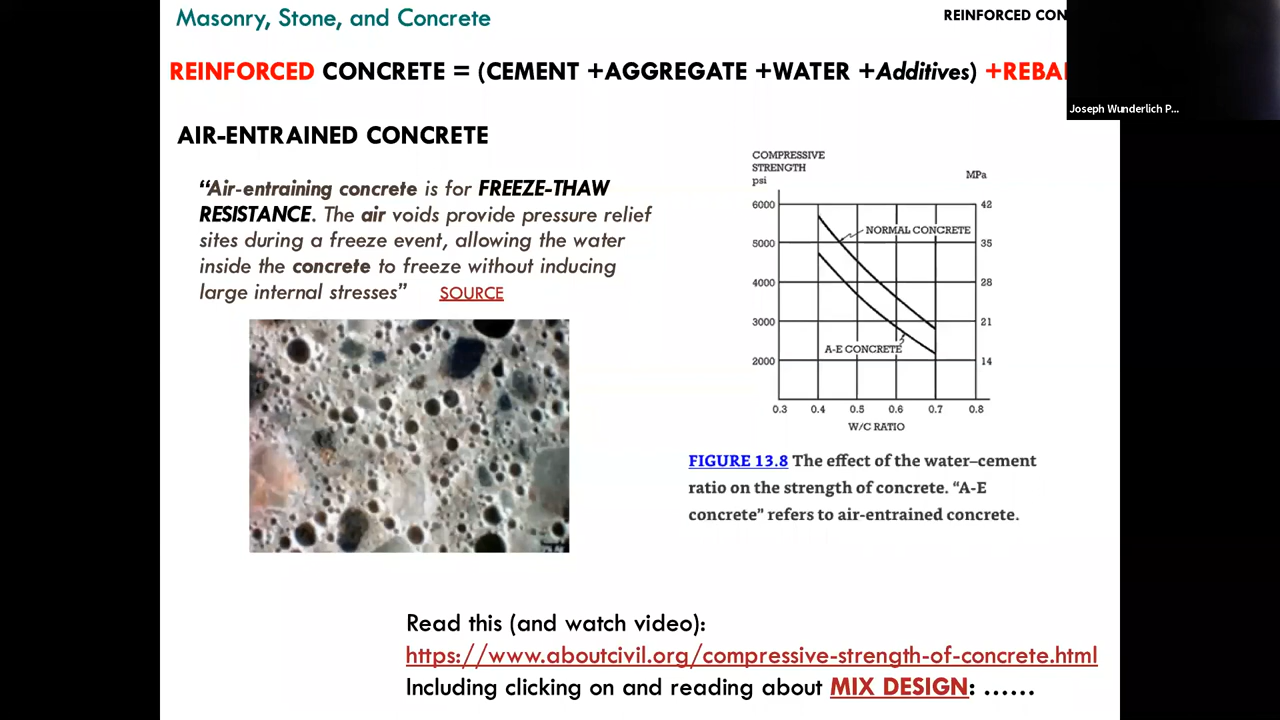 Masonry, Stone, and Concrete
REINFORCED CON
REINFORCED CONCRETE = (CEMENT +AGGREGATE +WATER +Additives) +REBA
Joseph Wunderlich P...
AIR-ENTRAINED CONCRETE
“Air-entraining concrete is for FREEZE-THAW
RESISTANCE. The air voids provide pressure relief
sites during a freeze event, allowing the water
inside the concrete to freeze without inducing
large internal stresses” SOURCE
COMPRESSIVE
STRENGTH
psi
MPa
6000
42
NORMAL CONCRETE
5000
35
4000
28
3000
21
A-E CONCRETE
2000
14
0.3 0.4 0.5 0.6 0.7 0.8
W/C RATIO
FIGURE 13.8 The effect of the water–cement
ratio on the strength of concrete. “A-E
concrete” refers to air-entrained concrete.
Read this (and watch video):
https://www.aboutcivil.org/compressive-strength-of-concrete.html
Including clicking on and reading about MIX DESIGN: ......